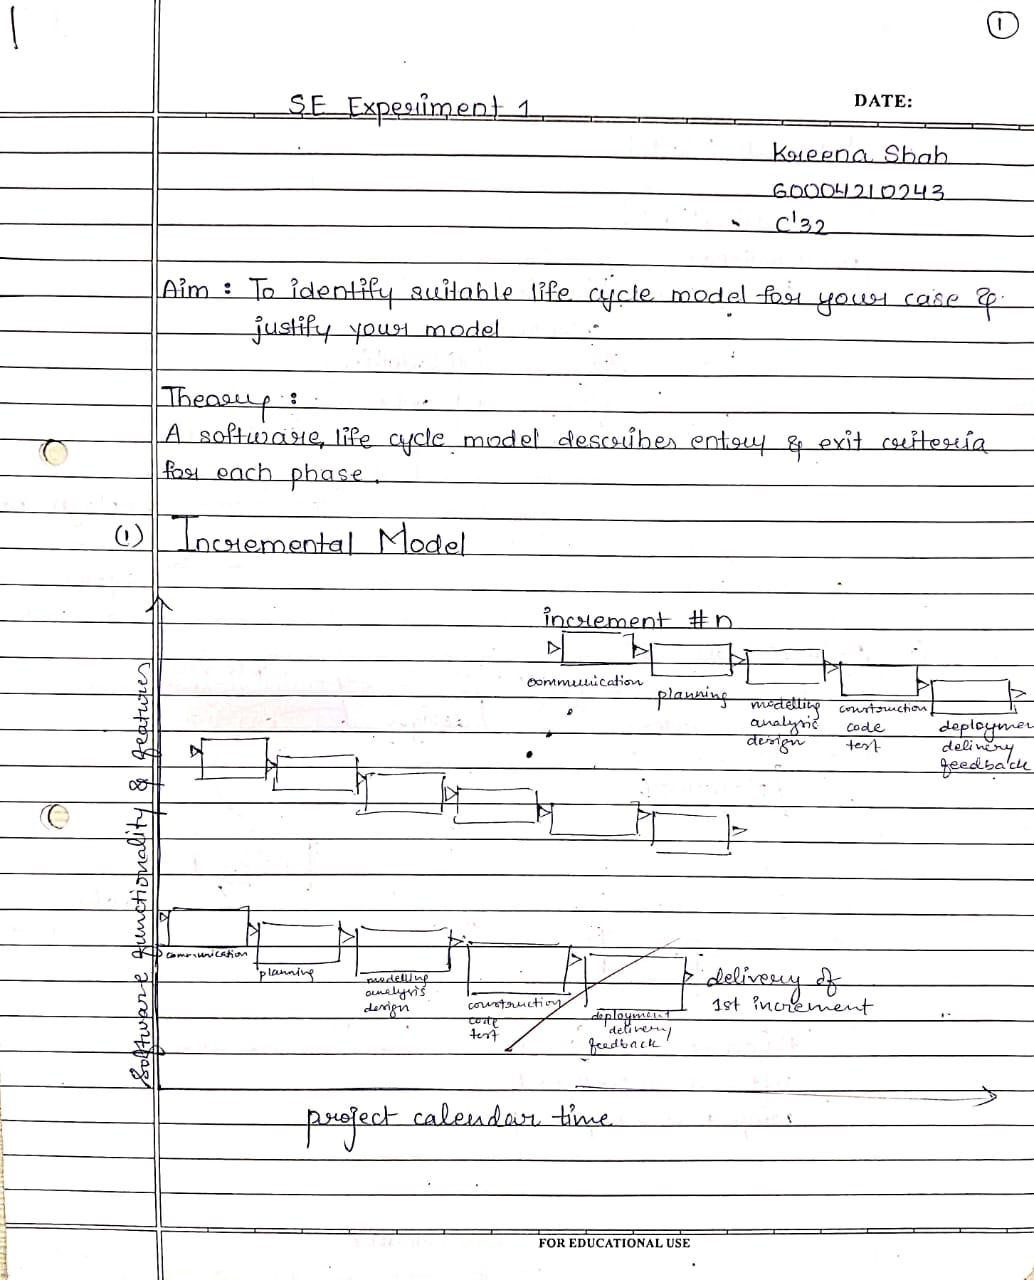 1
SE Experiment 1
DATE:
Kreena Shah
60004210243
C'32
Aim : To identify suitable life cycle model for your case &
justify your model
Theory :
A software life cycle model describes entry & exit criteria
for each phase.
(1) Incremental Model
increment #n
communication
planning
modelling
analysis
design
construction
code
test
deployment
delivery
feedback
Software functionality & features
communication
planning
modelling
analysis
design
construction
code
test
deployment
delivery
feedback
delivery of
1st increment
project calendar time
FOR EDUCATIONAL USE